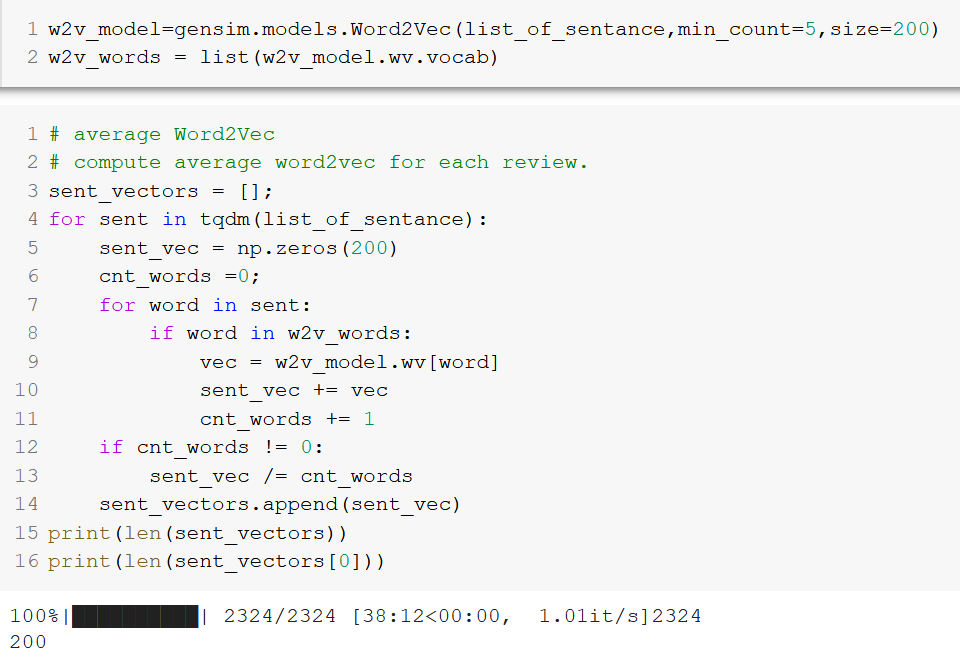 1 w2v_model=gensim.models.Word2Vec(list_of_sentance,min_count=5,size=200)
2 w2v_words = list(w2v_model.wv.vocab)
1 # average Word2Vec
2 # compute average word2vec for each review.
3 sent_vectors = [];
4 for sent in tqdm(list_of_sentance):
5     sent_vec = np.zeros(200)
6     cnt_words =0;
7     for word in sent:
8         if word in w2v_words:
9             vec = w2v_model.wv[word]
10             sent_vec += vec
11             cnt_words += 1
12     if cnt_words != 0:
13         sent_vec /= cnt_words
14     sent_vectors.append(sent_vec)
15 print(len(sent_vectors))
16 print(len(sent_vectors[0]))
100%|██████████| 2324/2324 [38:12<00:00,  1.01it/s]2324
200